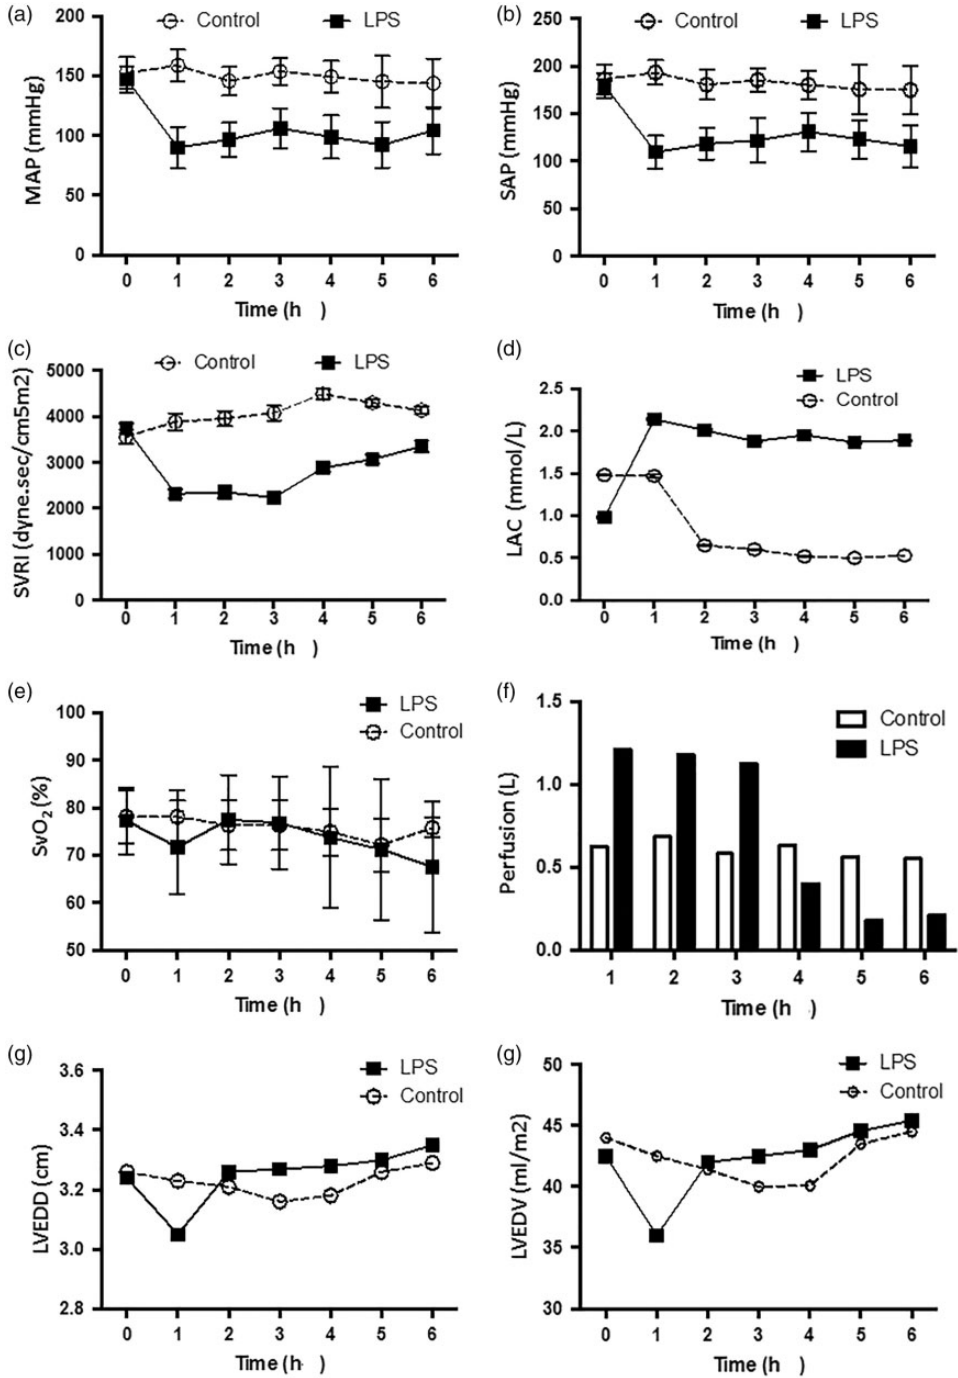 (a)
Control
LPS
200
150
100
50
0
MAP (mmHg)
0 1 2 3 4 5 6
Time (h )
(b)
Control
LPS
250
200
150
100
50
0
SAP (mmHg)
0 1 2 3 4 5 6
Time (h )
(c)
Control
LPS
5000
4000
3000
2000
1000
0
SVRI (dyne.sec/cm5m2)
0 1 2 3 4 5 6
Time (h )
(d)
LPS
Control
2.5
2.0
1.5
1.0
0.5
0.0
LAC (mmol/L)
0 1 2 3 4 5 6
Time (h )
(e)
LPS
Control
100
90
80
70
60
50
SvO2(%)
0 1 2 3 4 5 6
Time (h )
(f)
Control
LPS
1.5
1.0
0.5
0.0
Perfusion (L)
1 2 3 4 5 6
Time (h )
(g)
LPS
Control
3.6
3.4
3.2
3.0
2.8
LVEDD (cm)
0 1 2 3 4 5 6
Time (h )
(g)
LPS
Control
50
45
40
35
30
LVEDV (ml/m2)
0 1 2 3 4 5 6
Time (h )